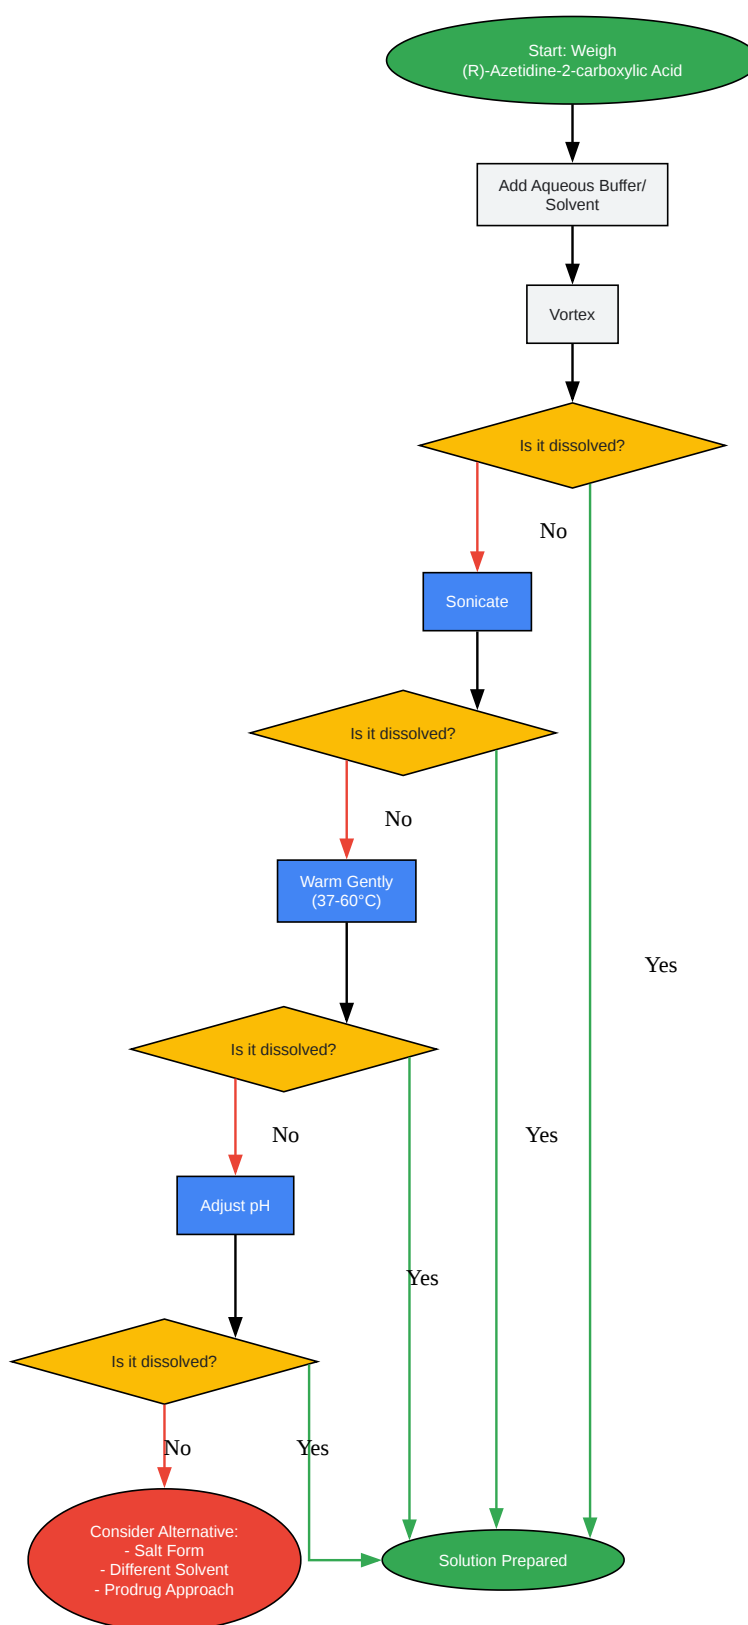 Start: Weigh
(R)-Azetidine-2-carboxylic Acid
Add Aqueous Buffer/
Solvent
Vortex
Is it dissolved?
No
Sonicate
Is it dissolved?
No
Warm Gently
(37-60°C)
Yes
Is it dissolved?
No
Yes
Adjust pH
Yes
Is it dissolved?
No
Yes
Consider Alternative:
- Salt Form
- Different Solvent
- Prodrug Approach
Solution Prepared